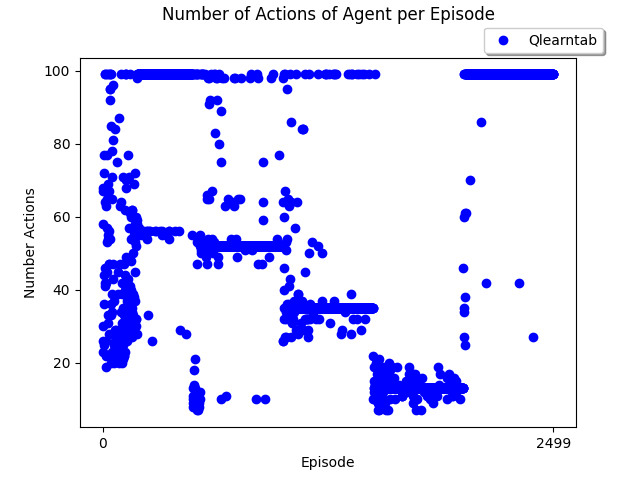 Number of Actions of Agent per Episode
Qlearntab
100
80
60
40
20
Number Actions
0
2499
Episode